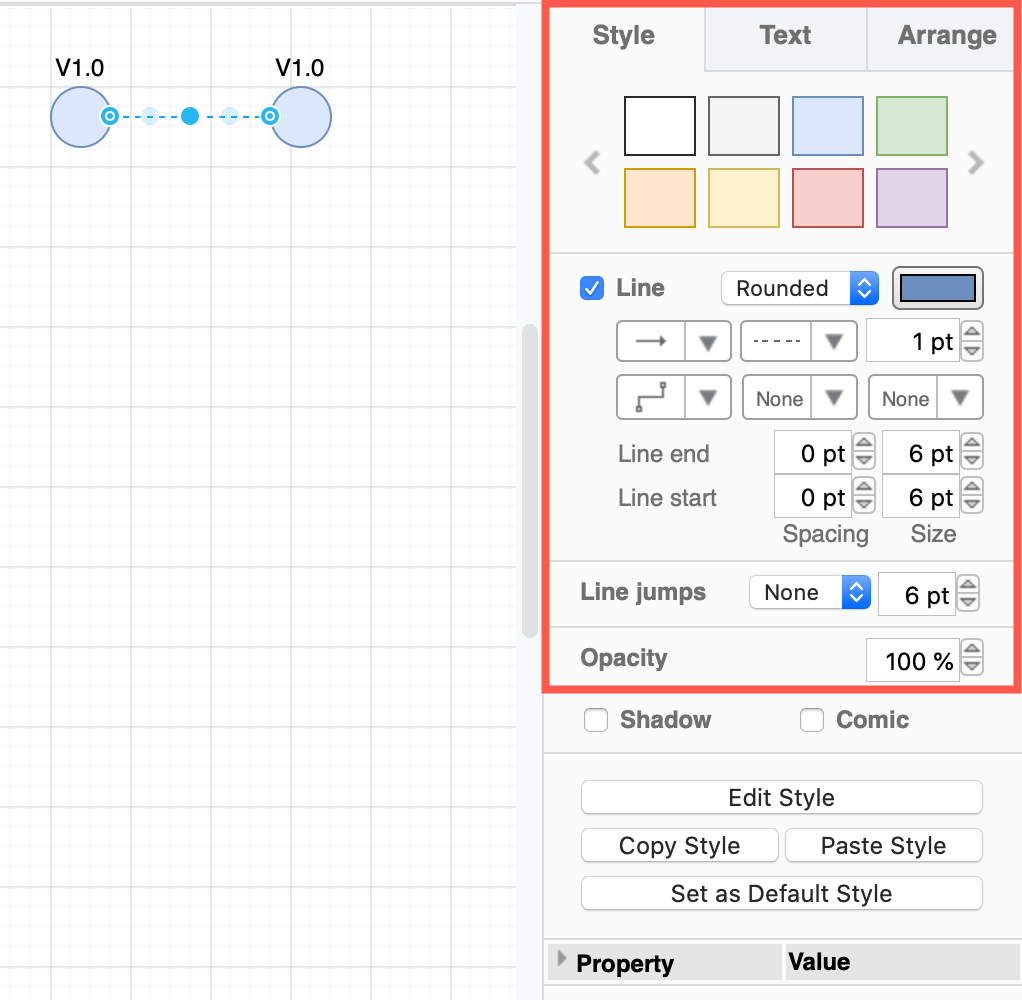 V1.0 V1.0
Style Text Arrange
Line Rounded
1 pt
None None
Line end 0 pt 6 pt
Line start 0 pt 6 pt
Spacing Size
Line jumps None 6 pt
Opacity 100 %
Shadow Comic
Edit Style
Copy Style Paste Style
Set as Default Style
Property Value